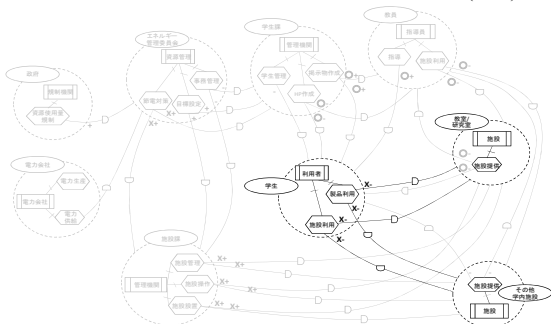 学生課
教員
エネルギー
管理委員会
管理機関
指導員
政府
資源管理
指導
施設利用
規制機関
事務管理
学生管理
掲示物作成
資源使用量
規制
節電対策
目標設定
HP作成
教室/
研究室
施設
電力会社
電力生産
利用者
施設提供
学生
製品利用
電力会社
電力
供給
施設利用
施設課
施設管理
管理機関
施設操作
施設提供
その他
学内施設
施設設置
施設